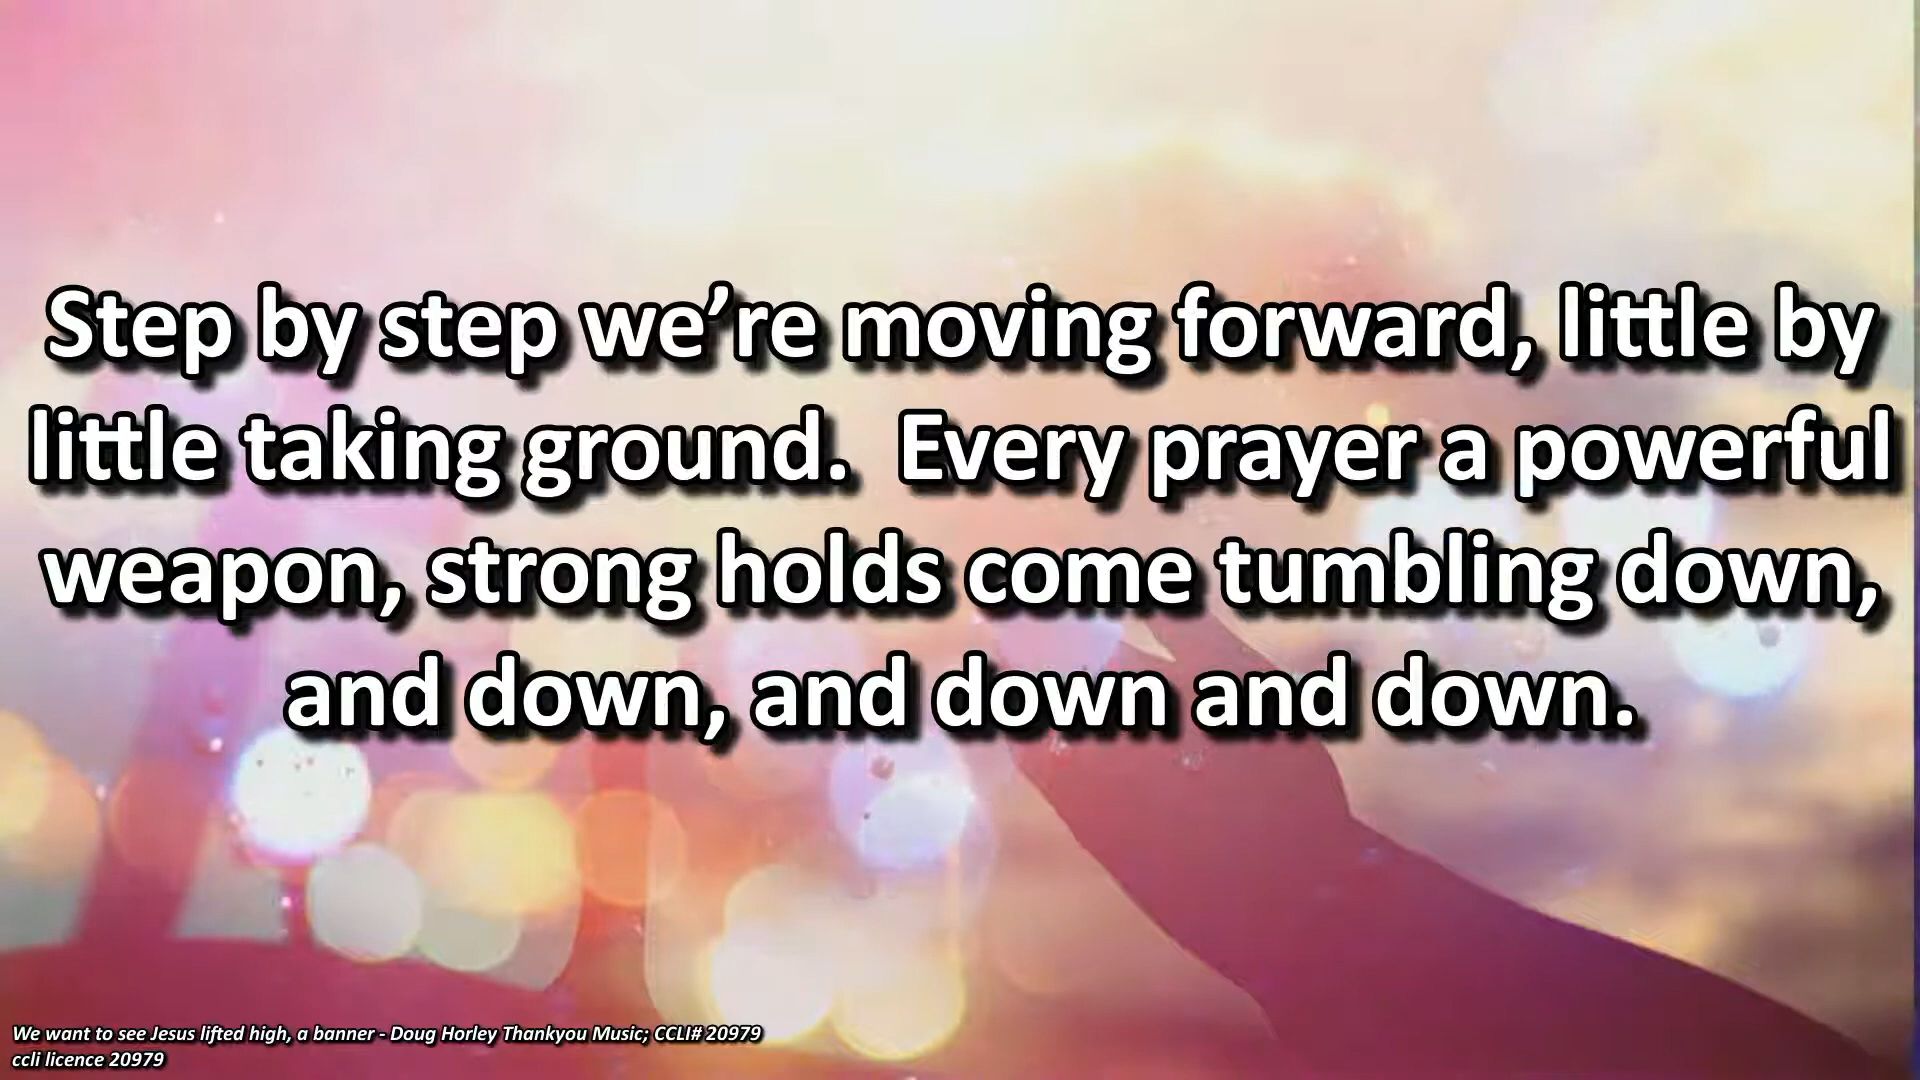 Step by step we’re moving forward, little by
little taking ground.  Every prayer a powerful
weapon, strong holds come tumbling down,
and down, and down and down.
We want to see Jesus lifted high, a banner - Doug Horley Thankyou Music; CCLI# 20979
ccli licence 20979